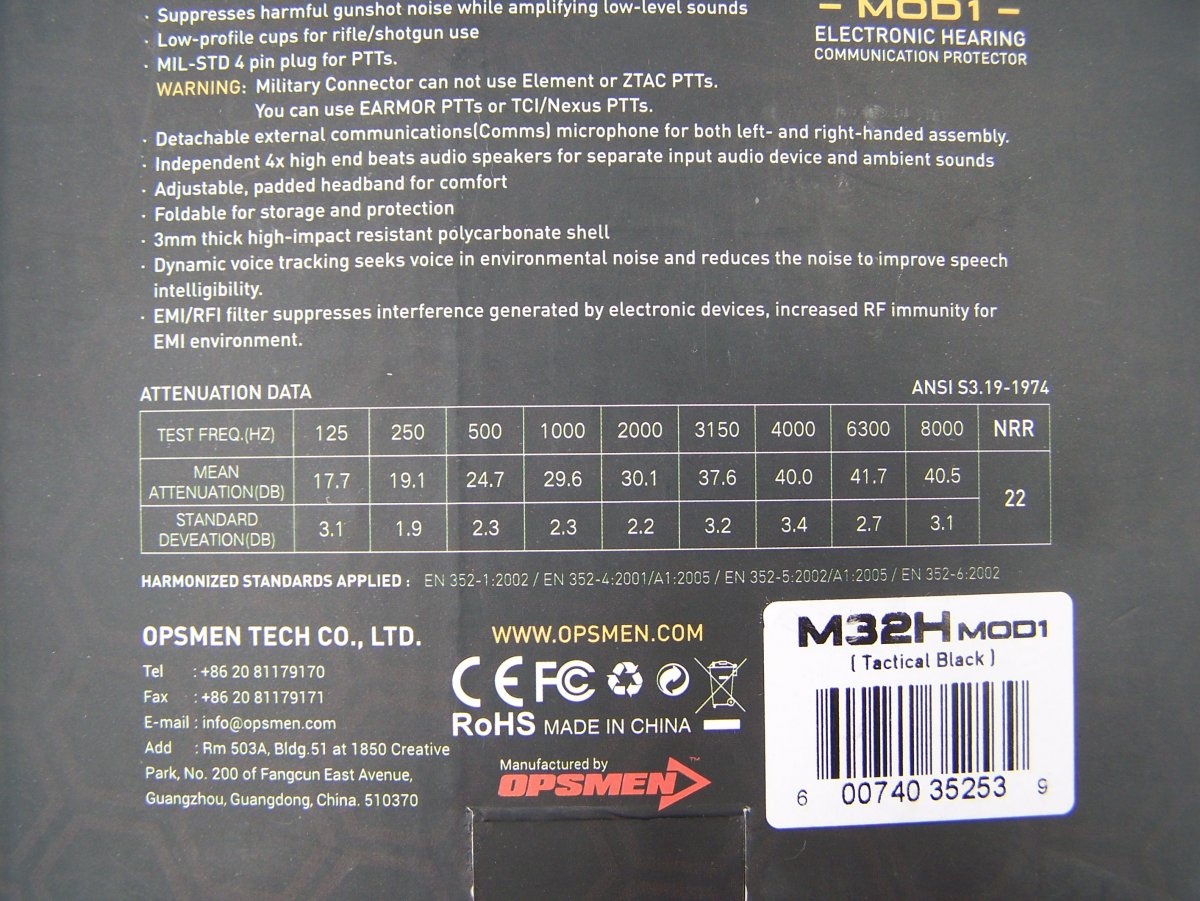 · Suppresses harmful gunshot noise while amplifying low-level sounds
· Low-profile cups for rifle/shotgun use
· MIL-STD 4 pin plug for PTTs.
WARNING: Military Connector can not use Element or ZTAC PTTs.
You can use EARMOR PTTs or TCI/Nexus PTTs.
· Detachable external communications(Comms) microphone for both left- and right-handed assembly.
· Independent 4x high end beats audio speakers for separate input audio device and ambient sounds
· Adjustable, padded headband for comfort
· Foldable for storage and protection
· 3mm thick high-impact resistant polycarbonate shell
· Dynamic voice tracking seeks voice in environmental noise and reduces the noise to improve speech
intelligibility.
· EMI/RFI filter suppresses interference generated by electronic devices, increased RF immunity for
EMI environment.
– MOD1 –
ELECTRONIC HEARING
COMMUNICATION PROTECTOR
ATTENUATION DATA ANSI S3.19-1974
TEST FREQ.(HZ) 125 250 500 1000 2000 3150 4000 6300 8000 NRR
MEAN
ATTENUATION(DB) 17.7 19.1 24.7 29.6 30.1 37.6 40.0 41.7 40.5 22
STANDARD
DEVEATION(DB) 3.1 1.9 2.3 2.3 2.2 3.2 3.4 2.7 3.1
HARMONIZED STANDARDS APPLIED : EN 352-1:2002 / EN 352-4:2001/A1:2005 / EN 352-5:2002/A1:2005 / EN 352-6:2002
OPSMEN TECH CO., LTD.
Tel : +86 20 81179170
Fax : +86 20 81179171
E-mail : info@opsmen.com
Add : Rm 503A, Bldg.51 at 1850 Creative
Park, No. 200 of Fangcun East Avenue,
Guangzhou, Guangdong, China. 510370
WWW.OPSMEN.COM
CE FC
RoHS MADE IN CHINA
Manufactured by
OPSMEN™
M32H MOD1
( Tactical Black )
6 00740 35253 9